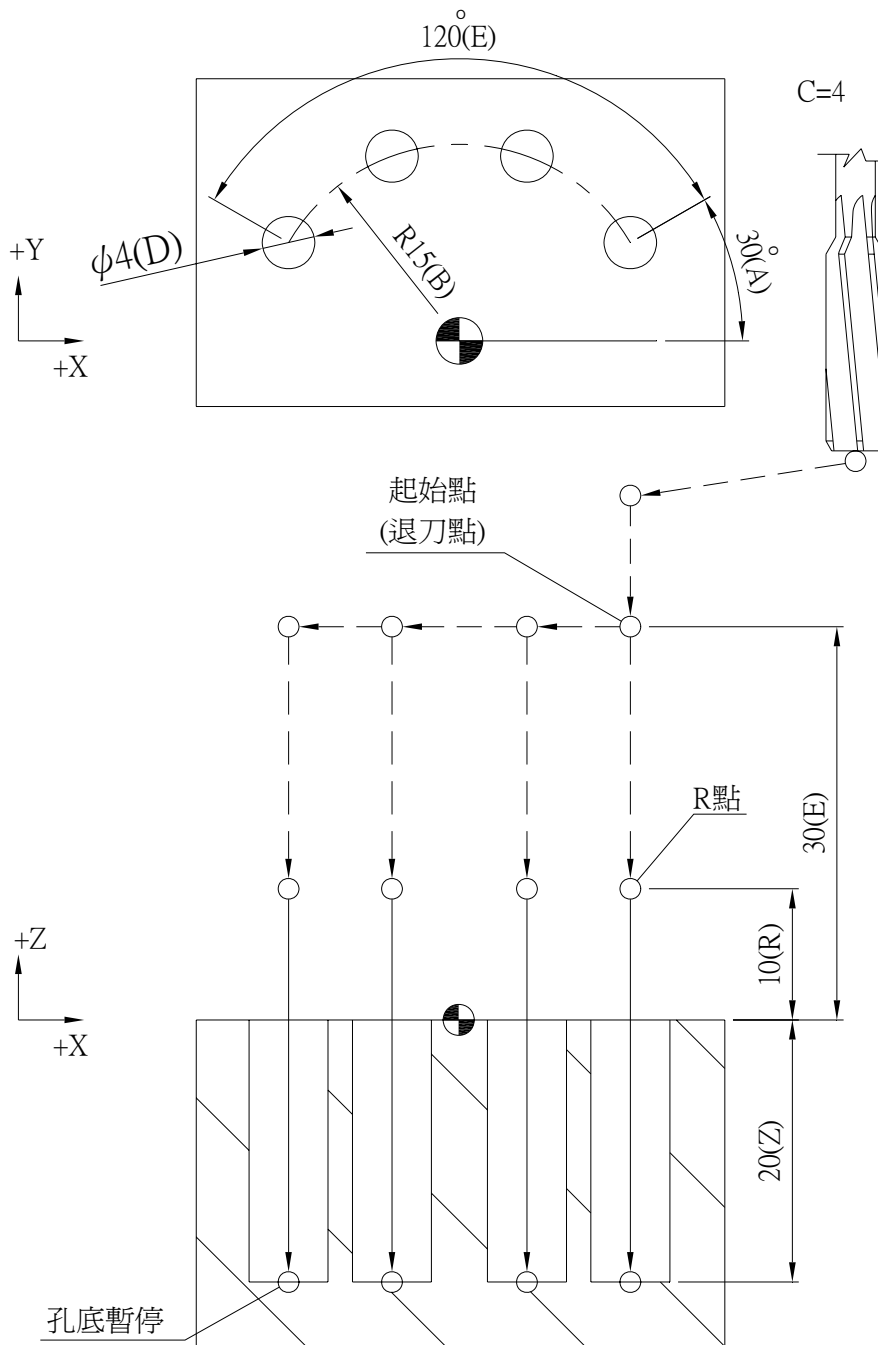 120°(E)
C=4
φ4(D)
R15(B)
30°(A)
+Y
+X
起始點
(退刀點)
R點
30(E)
10(R)
+Z
+X
20(Z)
孔底暫停